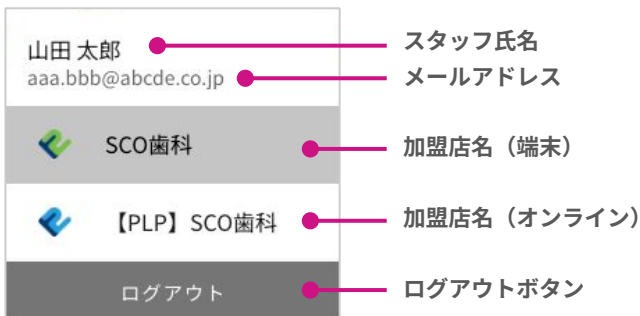 山田 太郎
スタッフ氏名
aaa.bbb@abcde.co.jp
メールアドレス
SCO歯科
加盟店名（端末）
【PLP】SCO歯科
加盟店名（オンライン）
ログアウト
ログアウトボタン